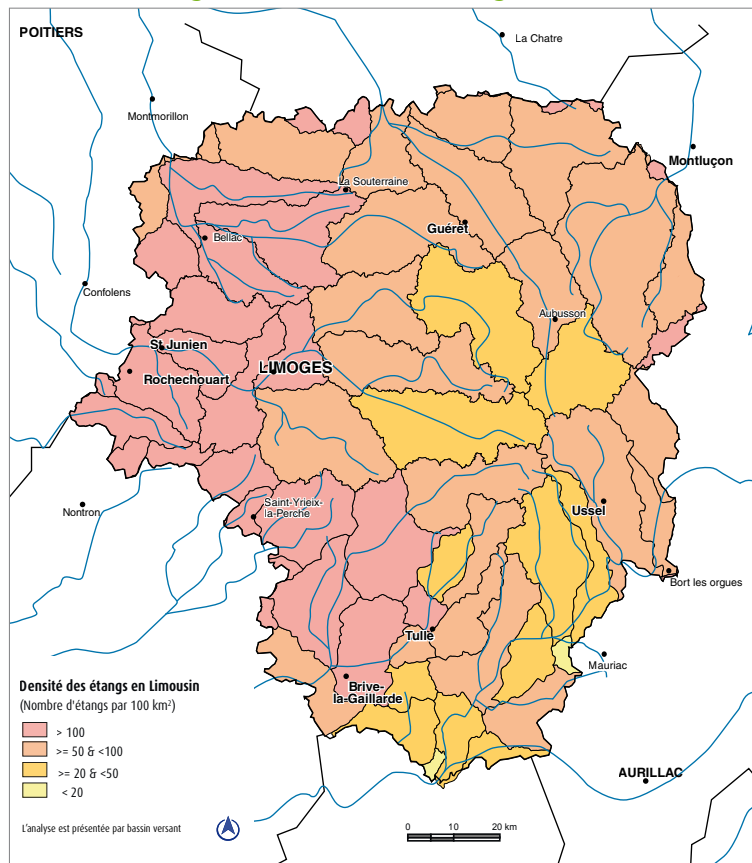 POITIERS
La Chatre
Montmorillon
Montluçon
La Souterraine
Guéret
Bellac
Confolens
Aubusson
St Junien
LIMOGES
Rochechouart
Saint-Yrieix-
la-Perche
Nontron
Ussel
Bort les orgues
Tulle
Mauriac
Brive-
la-Gaillarde
AURILLAC
Densité des étangs en Limousin
(Nombre d'étangs par 100 km²)
> 100
>= 50 & <100
>= 20 & <50
< 20
L'analyse est présentée par bassin versant
0 10 20 km